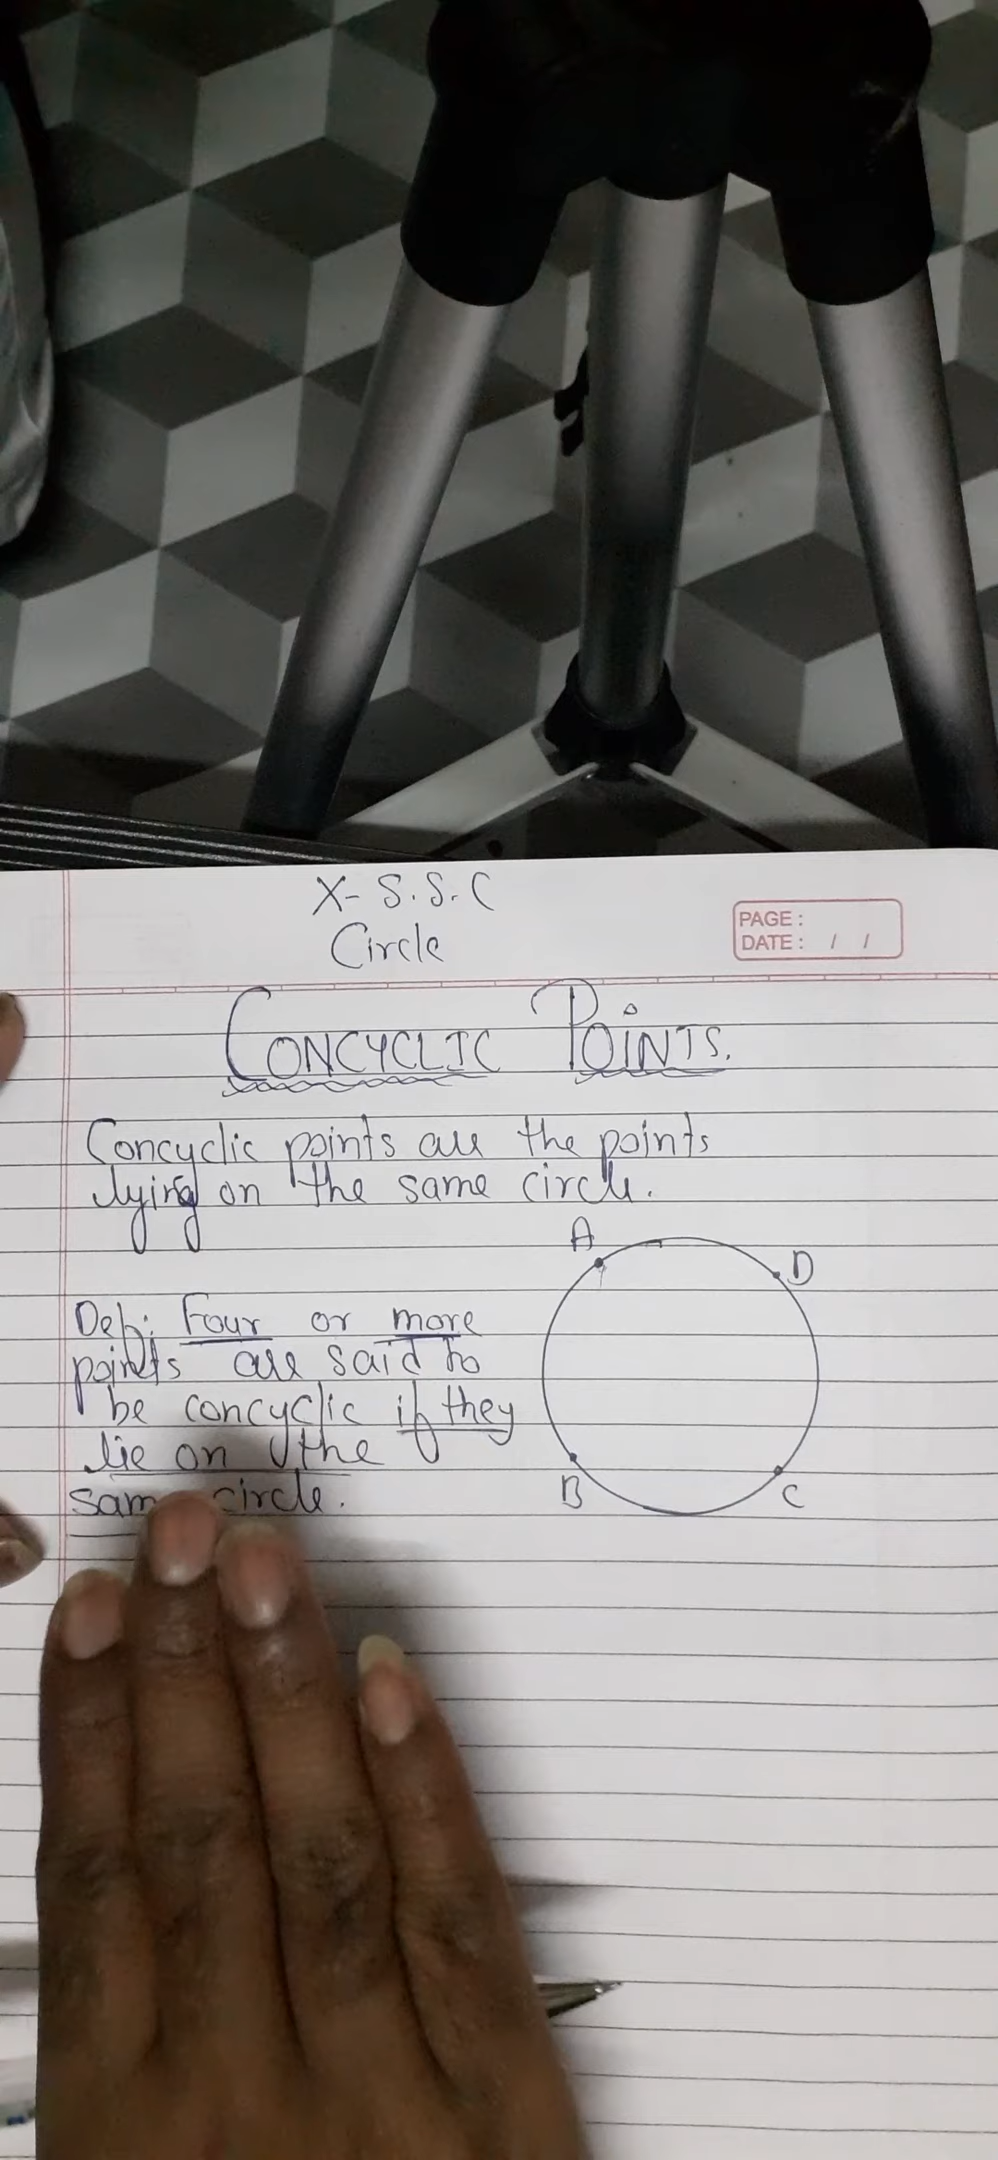 X- S.S.C
Circle
PAGE :
DATE : / /
CONCYCLIC POINTS.
Concyclic points are the points
lying on the same circle.
A
D
Def: Four or more
points are said to
be concyclic if they
lie on the
same circle.
B
C